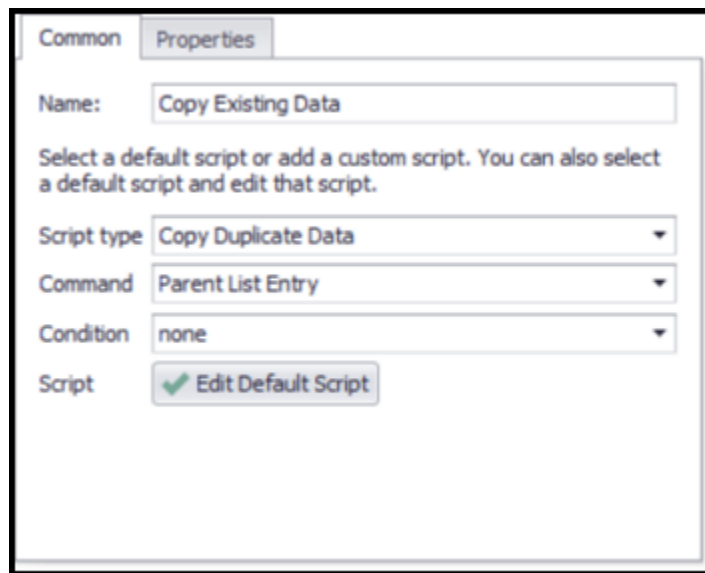 Common Properties
Name: Copy Existing Data
Select a default script or add a custom script. You can also select
a default script and edit that script.
Script type Copy Duplicate Data
Command Parent List Entry
Condition none
Script Edit Default Script